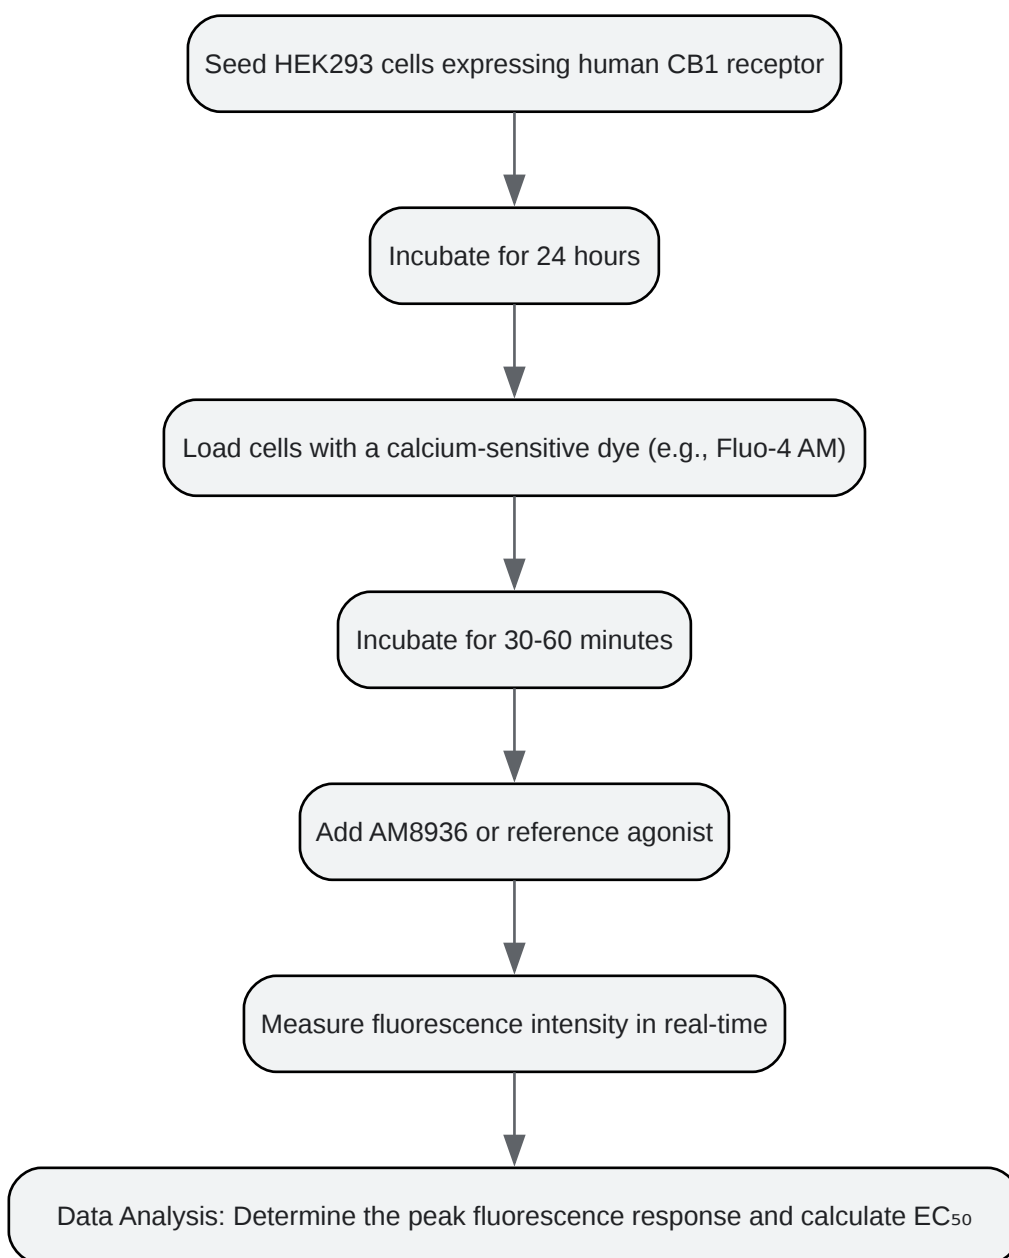 Seed HEK293 cells expressing human CB1 receptor
Incubate for 24 hours
Load cells with a calcium-sensitive dye (e.g., Fluo-4 AM)
Incubate for 30-60 minutes
Add AM8936 or reference agonist
Measure fluorescence intensity in real-time
Data Analysis: Determine the peak fluorescence response and calculate EC₅₀